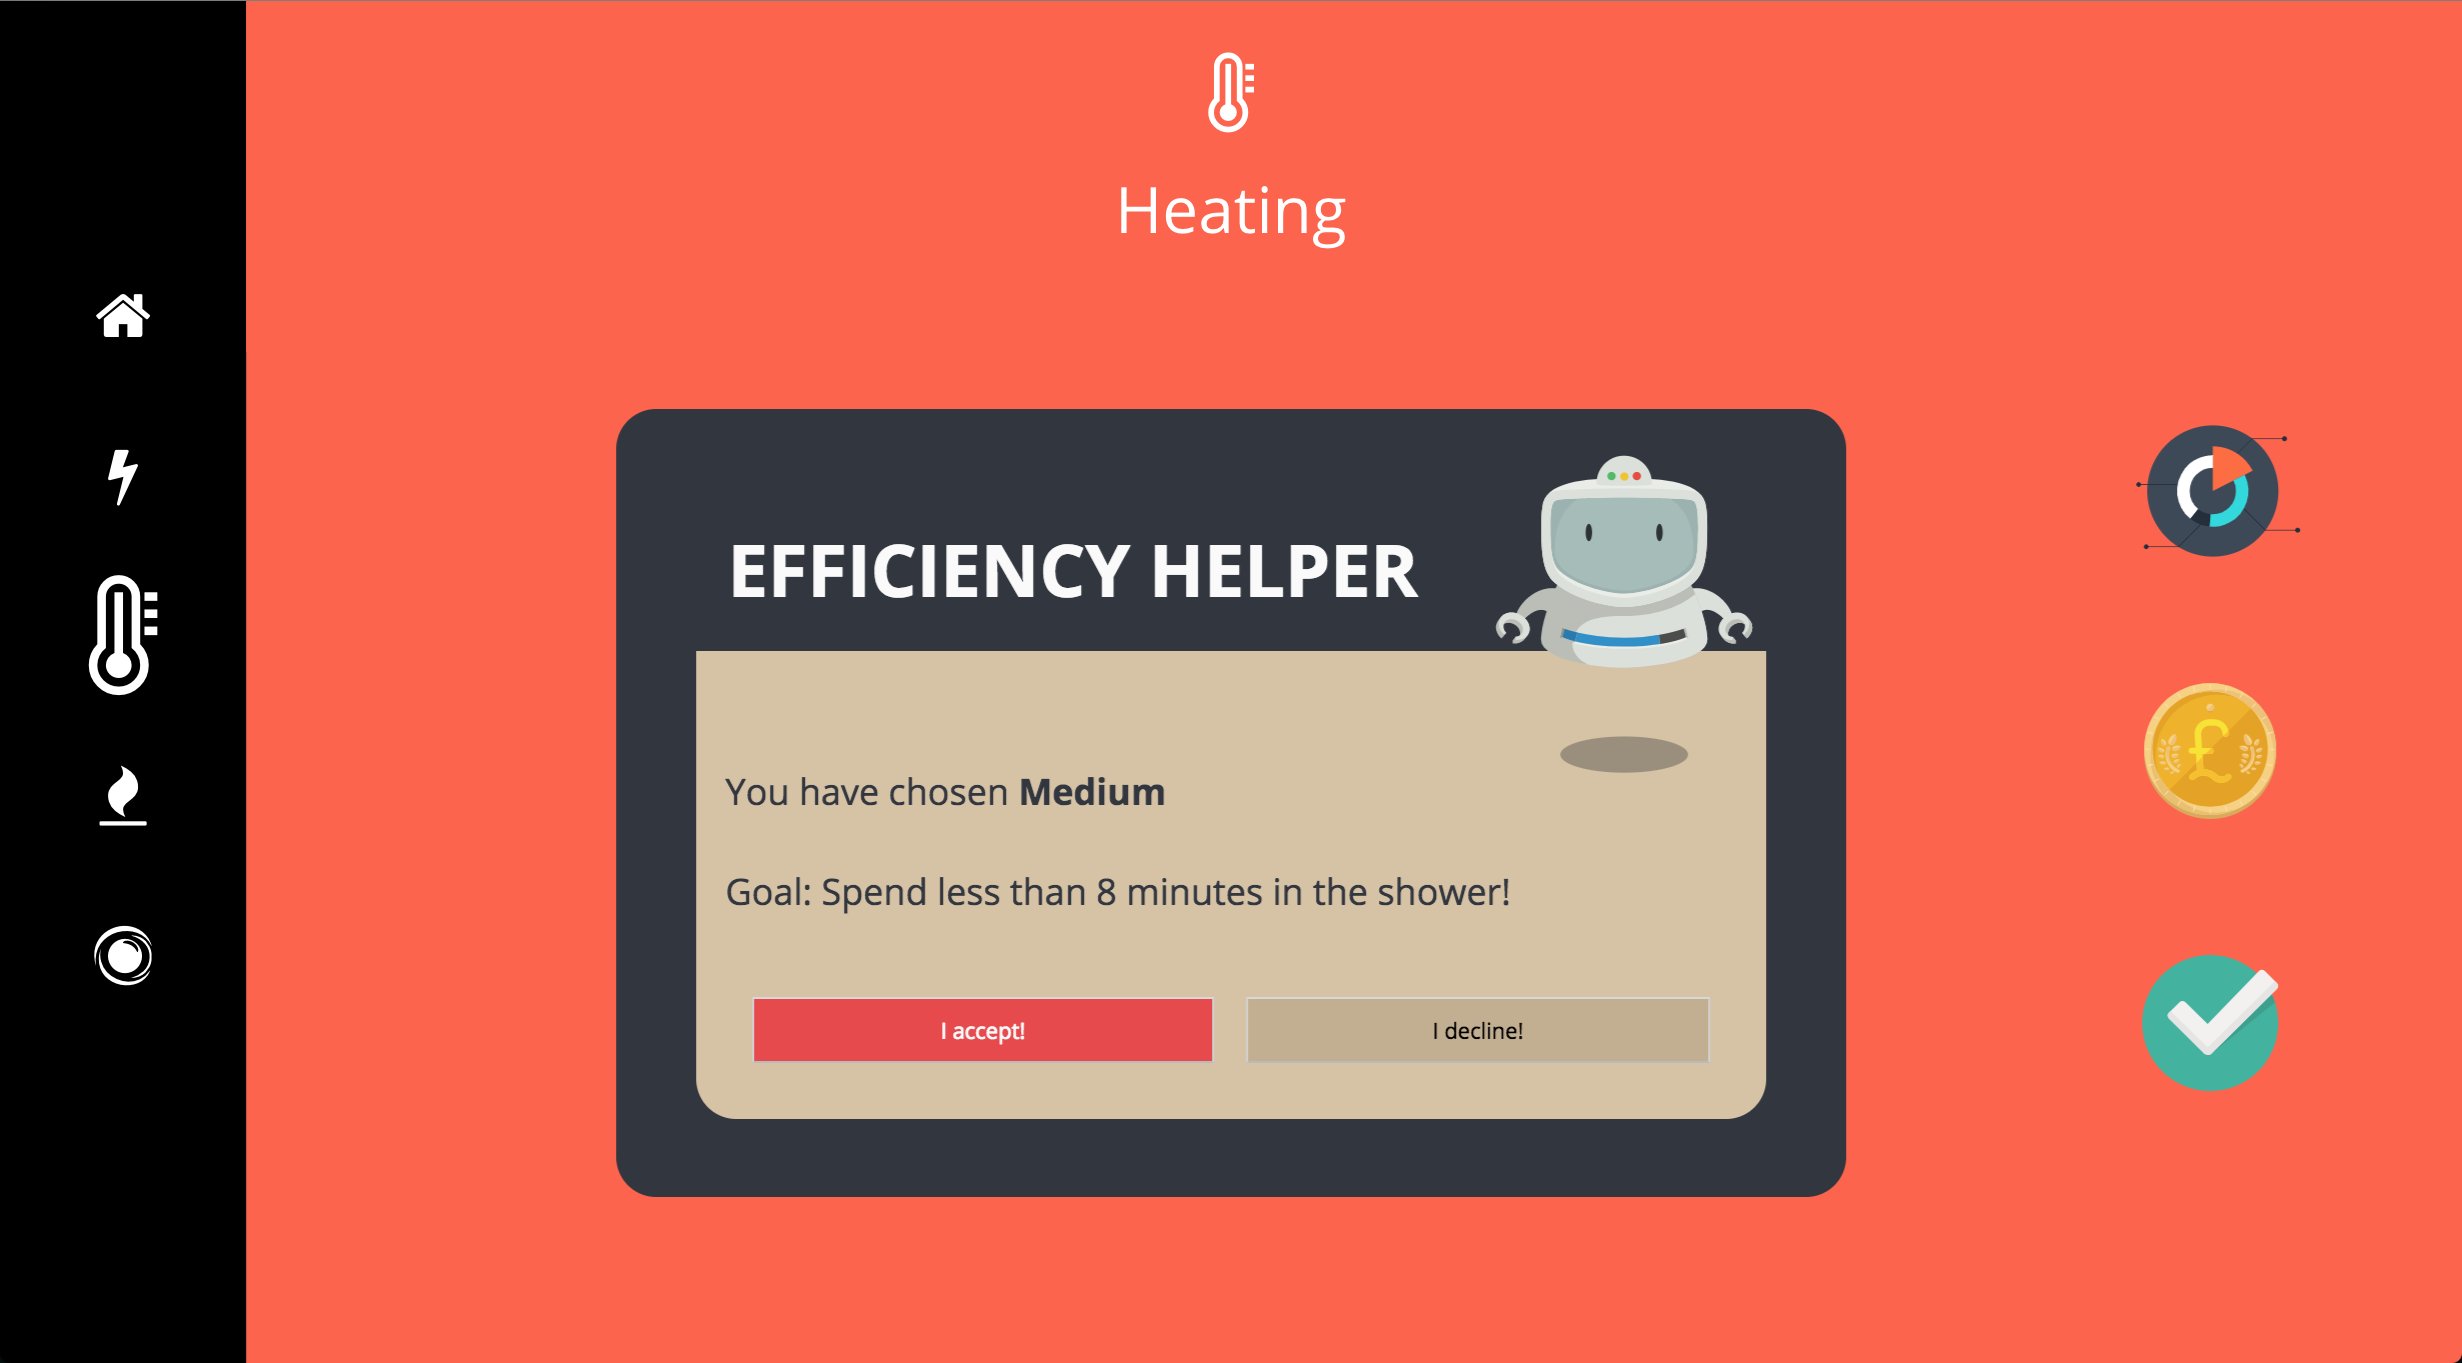 Heating
EFFICIENCY HELPER
You have chosen Medium
Goal: Spend less than 8 minutes in the shower!
I accept!
I decline!
£